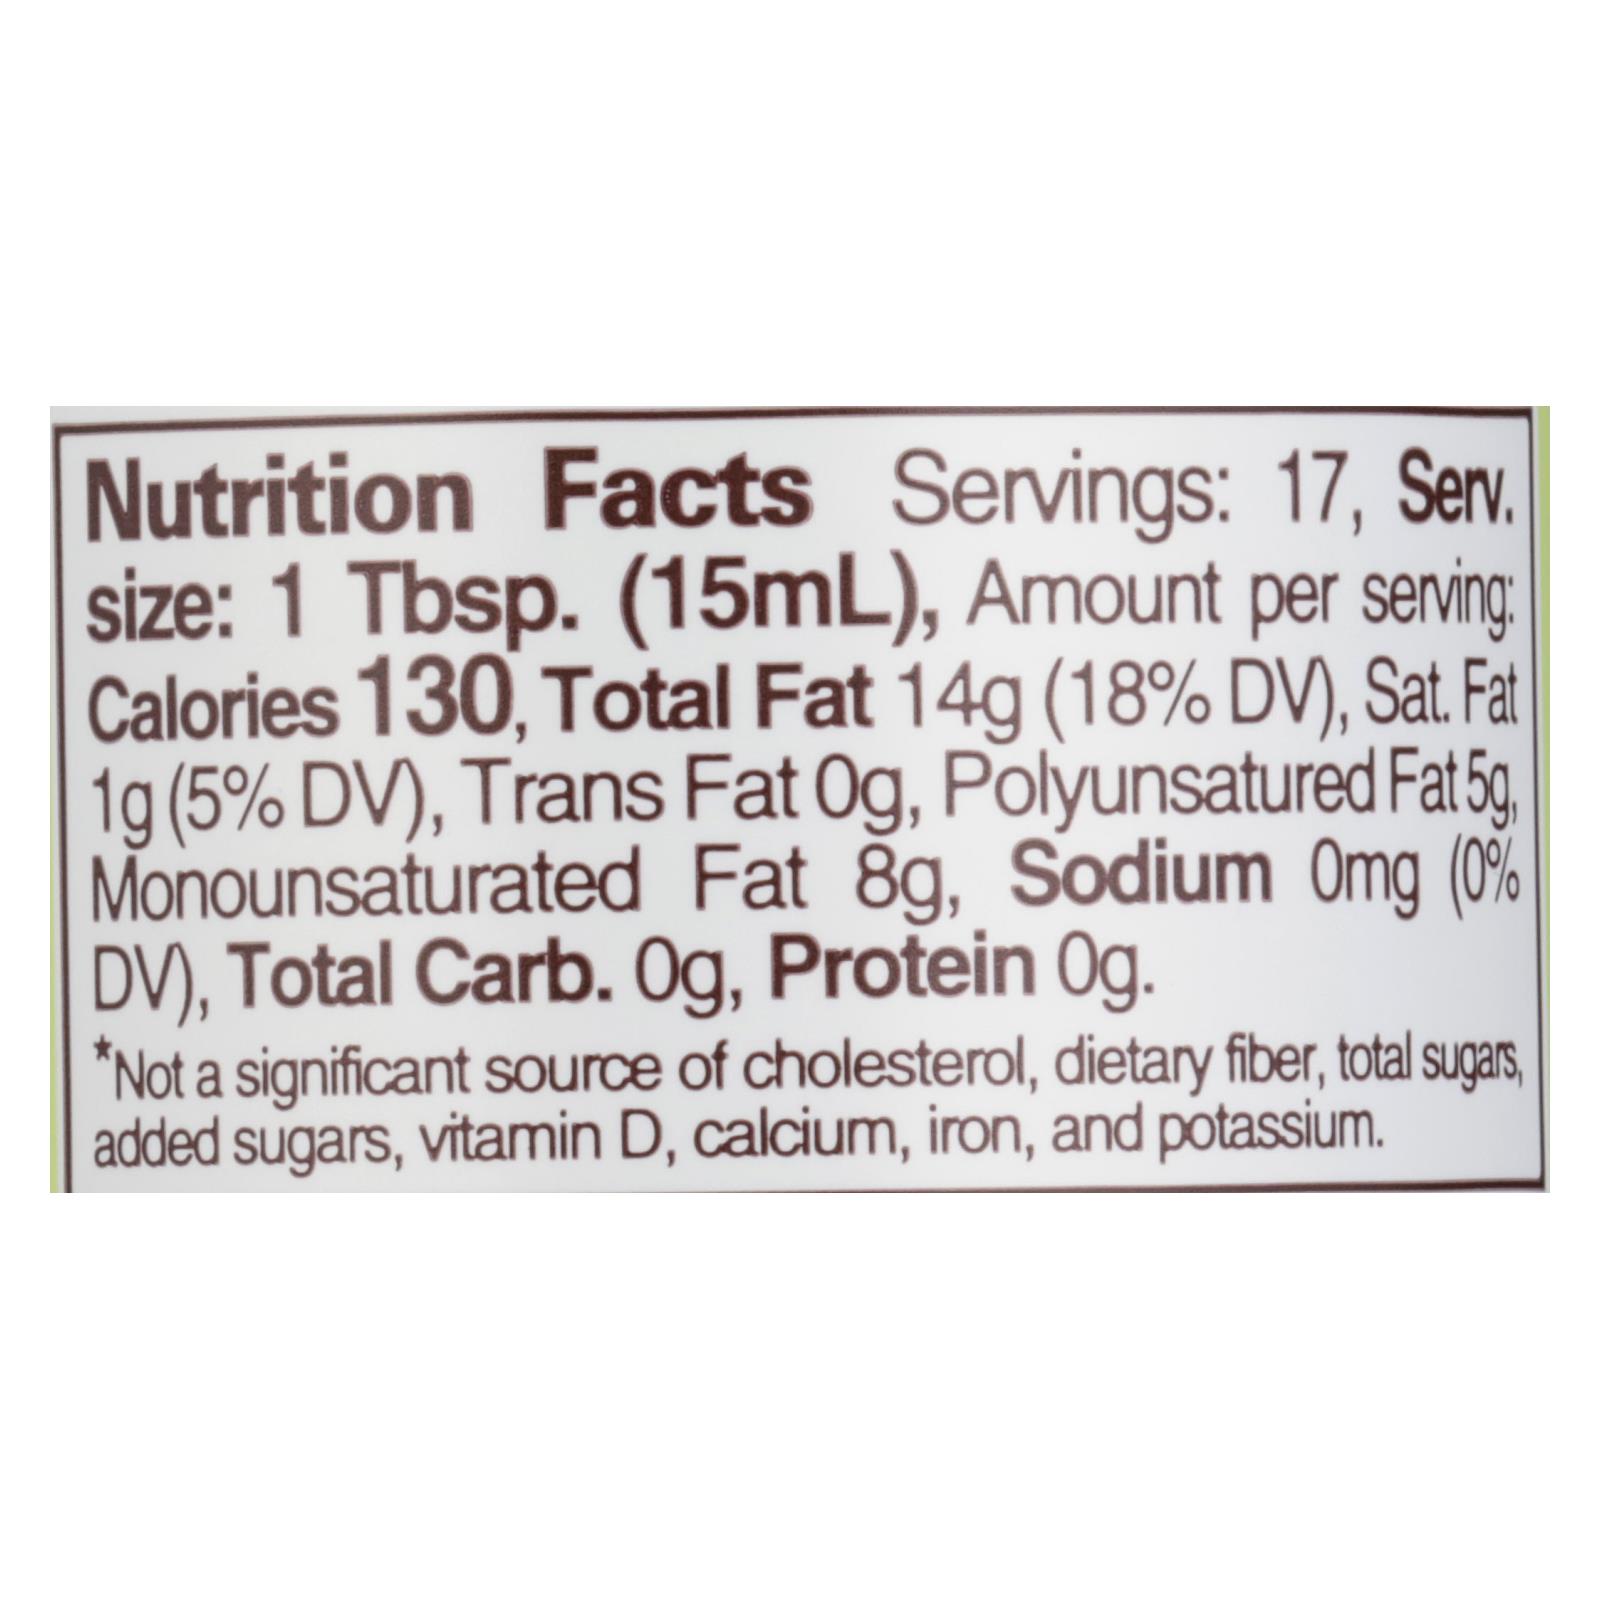 Nutrition Facts Servings: 17, Serv.
size: 1 Tbsp. (15mL), Amount per serving:
Calories 130, Total Fat 14g (18% DV), Sat. Fat
1g (5% DV), Trans Fat 0g, Polyunsatured Fat 5g,
Monounsaturated Fat 8g, Sodium 0mg (0%
DV), Total Carb. 0g, Protein 0g.
*Not a significant source of cholesterol, dietary fiber, total sugars,
added sugars, vitamin D, calcium, iron, and potassium.